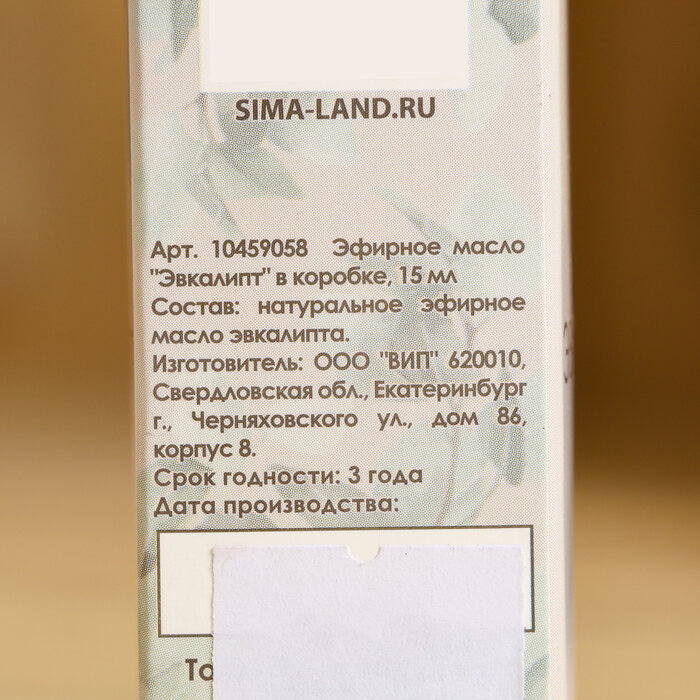 SIMA-LAND.RU
Арт. 10459058 Эфирное масло
"Эвкалипт" в коробке, 15 мл
Состав: натуральное эфирное
масло эвкалипта.
Изготовитель: ООО "ВИП" 620010,
Свердловская обл., Екатеринбург
г., Черняховского ул., дом 86,
корпус 8.
Срок годности: 3 года
Дата производства: